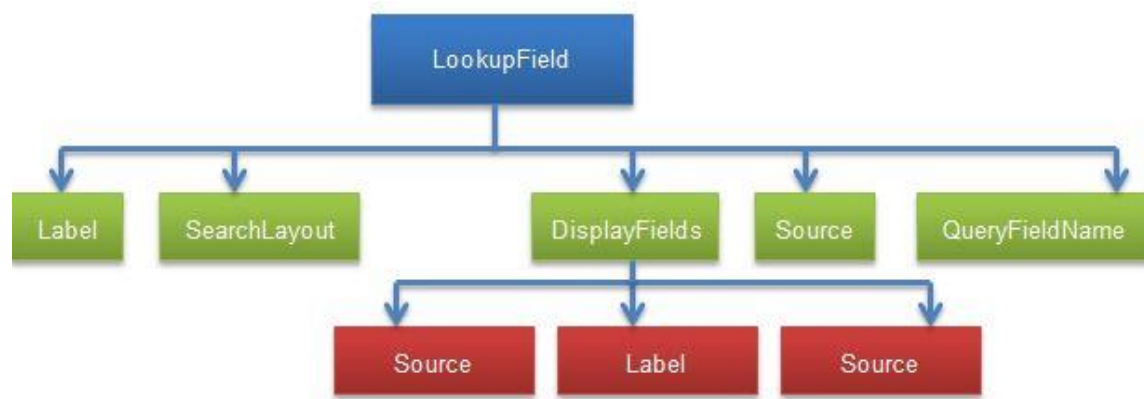 LookupField
Label
SearchLayout
DisplayFields
Source
QueryFieldName
Source
Label
Source